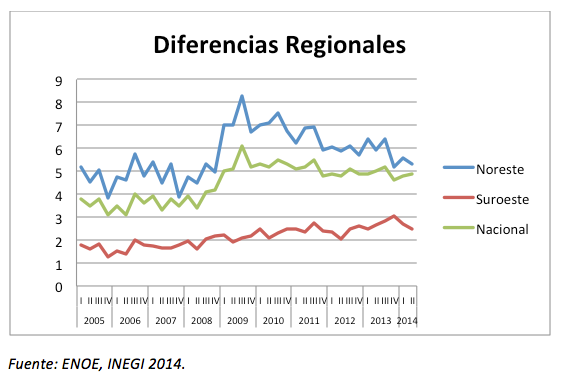 Diferencias Regionales
9
8
7
6
5
4
3
2
1
0
I II III IV I II III IV I II III IV I II III IV I II III IV I II III IV I II III IV I II III IV I II III IV I II
2005 2006 2007 2008 2009 2010 2011 2012 2013 2014
Noreste
Suroeste
Nacional
Fuente: ENOE, INEGI 2014.